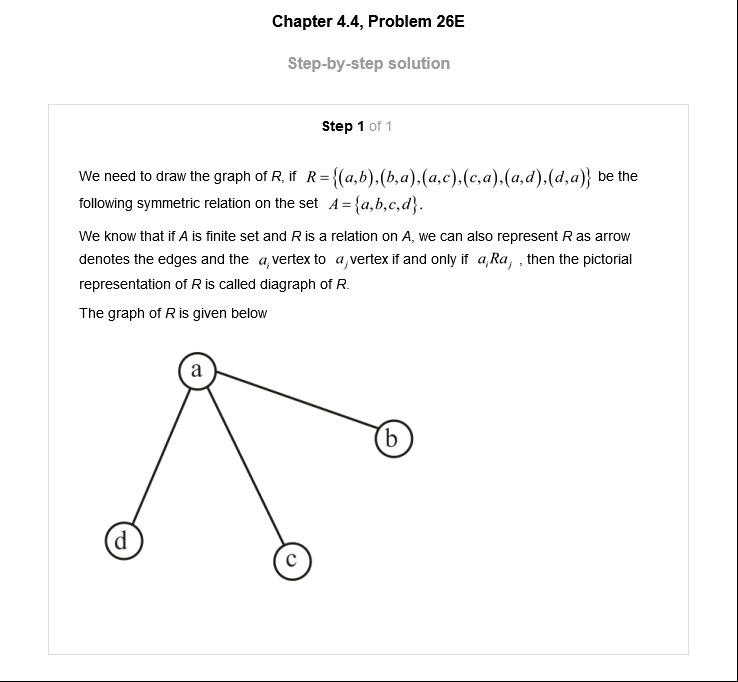 Chapter 4.4, Problem 26E
Step-by-step solution
Step 1 of 1
We need to draw the graph of R, if R = {(a,b),(b,a),(a,c),(c,a),(a,d),(d,a)} be the
following symmetric relation on the set A = {a,b,c,d}.
We know that if A is finite set and R is a relation on A, we can also represent R as arrow
denotes the edges and the aᵢ vertex to aⱼ vertex if and only if aᵢRaⱼ , then the pictorial
representation of R is called diagraph of R.
The graph of R is given below
a
b
d
c